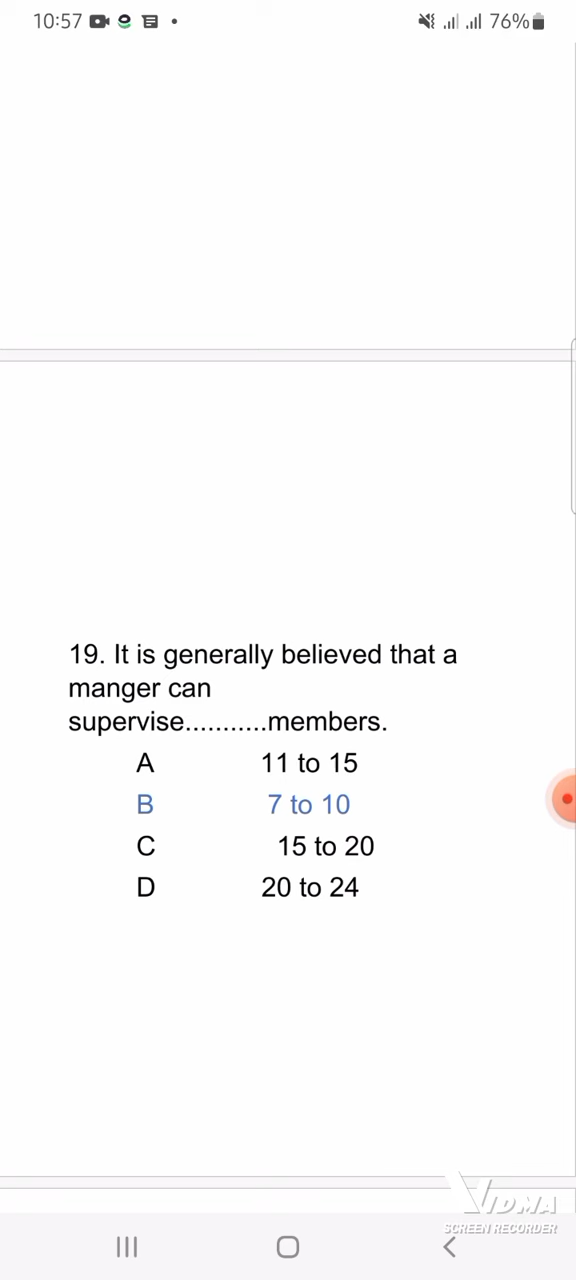 10:57 76%
19. It is generally believed that a
manger can
supervise...........members.
A 11 to 15
B 7 to 10
C 15 to 20
D 20 to 24
VIDMA
SCREEN RECORDER